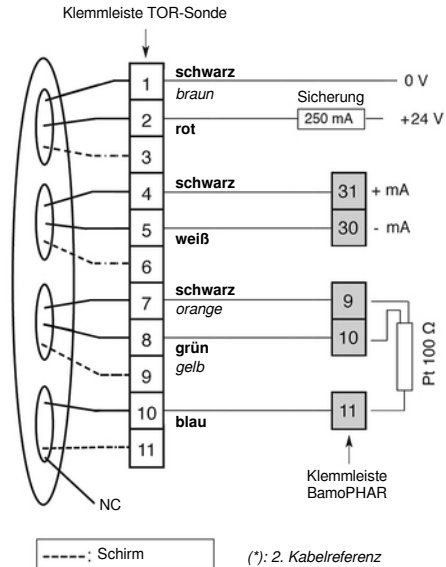 Klemmleiste TOR-Sonde
1 schwarz 0 V
braun Sicherung
2 250 mA +24 V
rot
3
4 schwarz 31 + mA
5 30 - mA
weiß
6
7 schwarz 9
orange
8 10
grün Pt 100 Ω
9 gelb
10 11
blau
11
Klemmleiste
BamoPHAR
NC
: Schirm (*): 2. Kabelreferenz